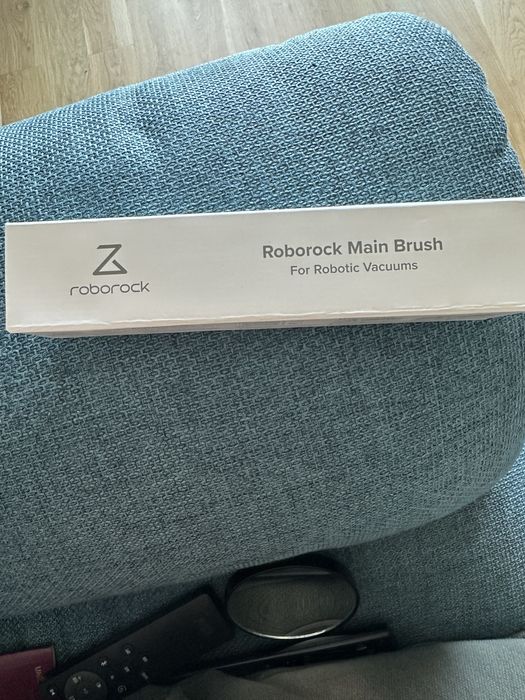 roborock
Roborock Main Brush
For Robotic Vacuums